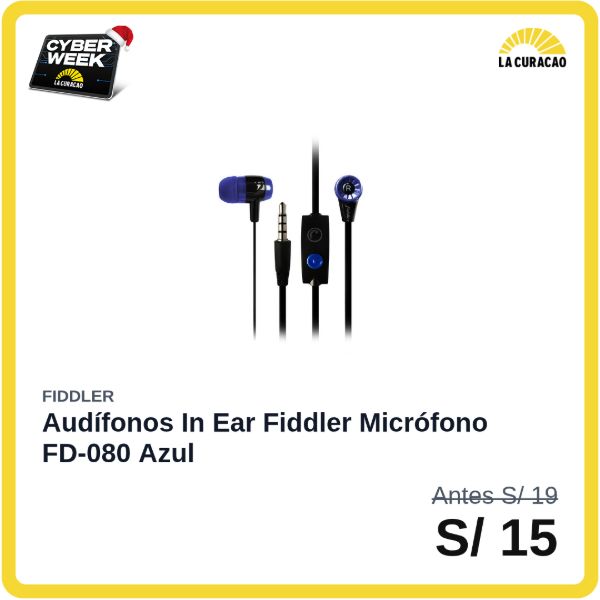 CYBER
WEEK
LA CURACAO
LA CURACAO
R
FIDDLER
Audífonos In Ear Fiddler Micrófono
FD-080 Azul
Antes S/ 19
S/ 15